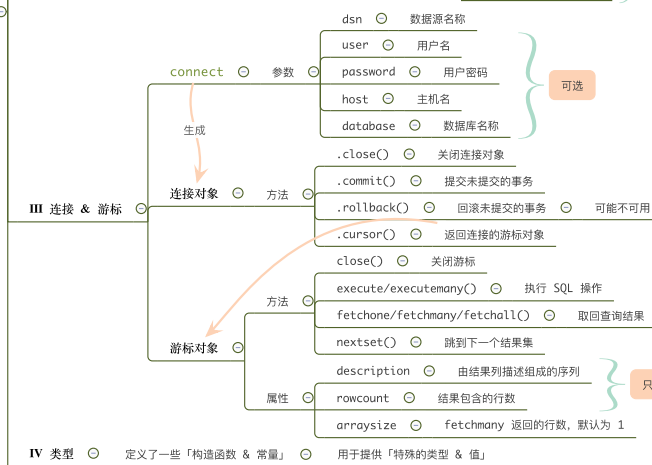 dsn 数据源名称
user 用户名
connect 参数 password 用户密码 可选
host 主机名
生成 database 数据库名称
.close() 关闭连接对象
.commit() 提交未提交的事务
连接对象 方法
III 连接 & 游标 .rollback() 回滚未提交的事务 可能不可用
.cursor() 返回连接的游标对象
close() 关闭游标
execute/executemany() 执行 SQL 操作
方法
fetchone/fetchmany/fetchall() 取回查询结果
游标对象 nextset() 跳到下一个结果集
description 由结果列描述组成的序列
只
属性 rowcount 结果包含的行数
arraysize fetchmany 返回的行数，默认为 1
IV 类型 定义了一些「构造函数 & 常量」 用于提供「特殊的类型 & 值」